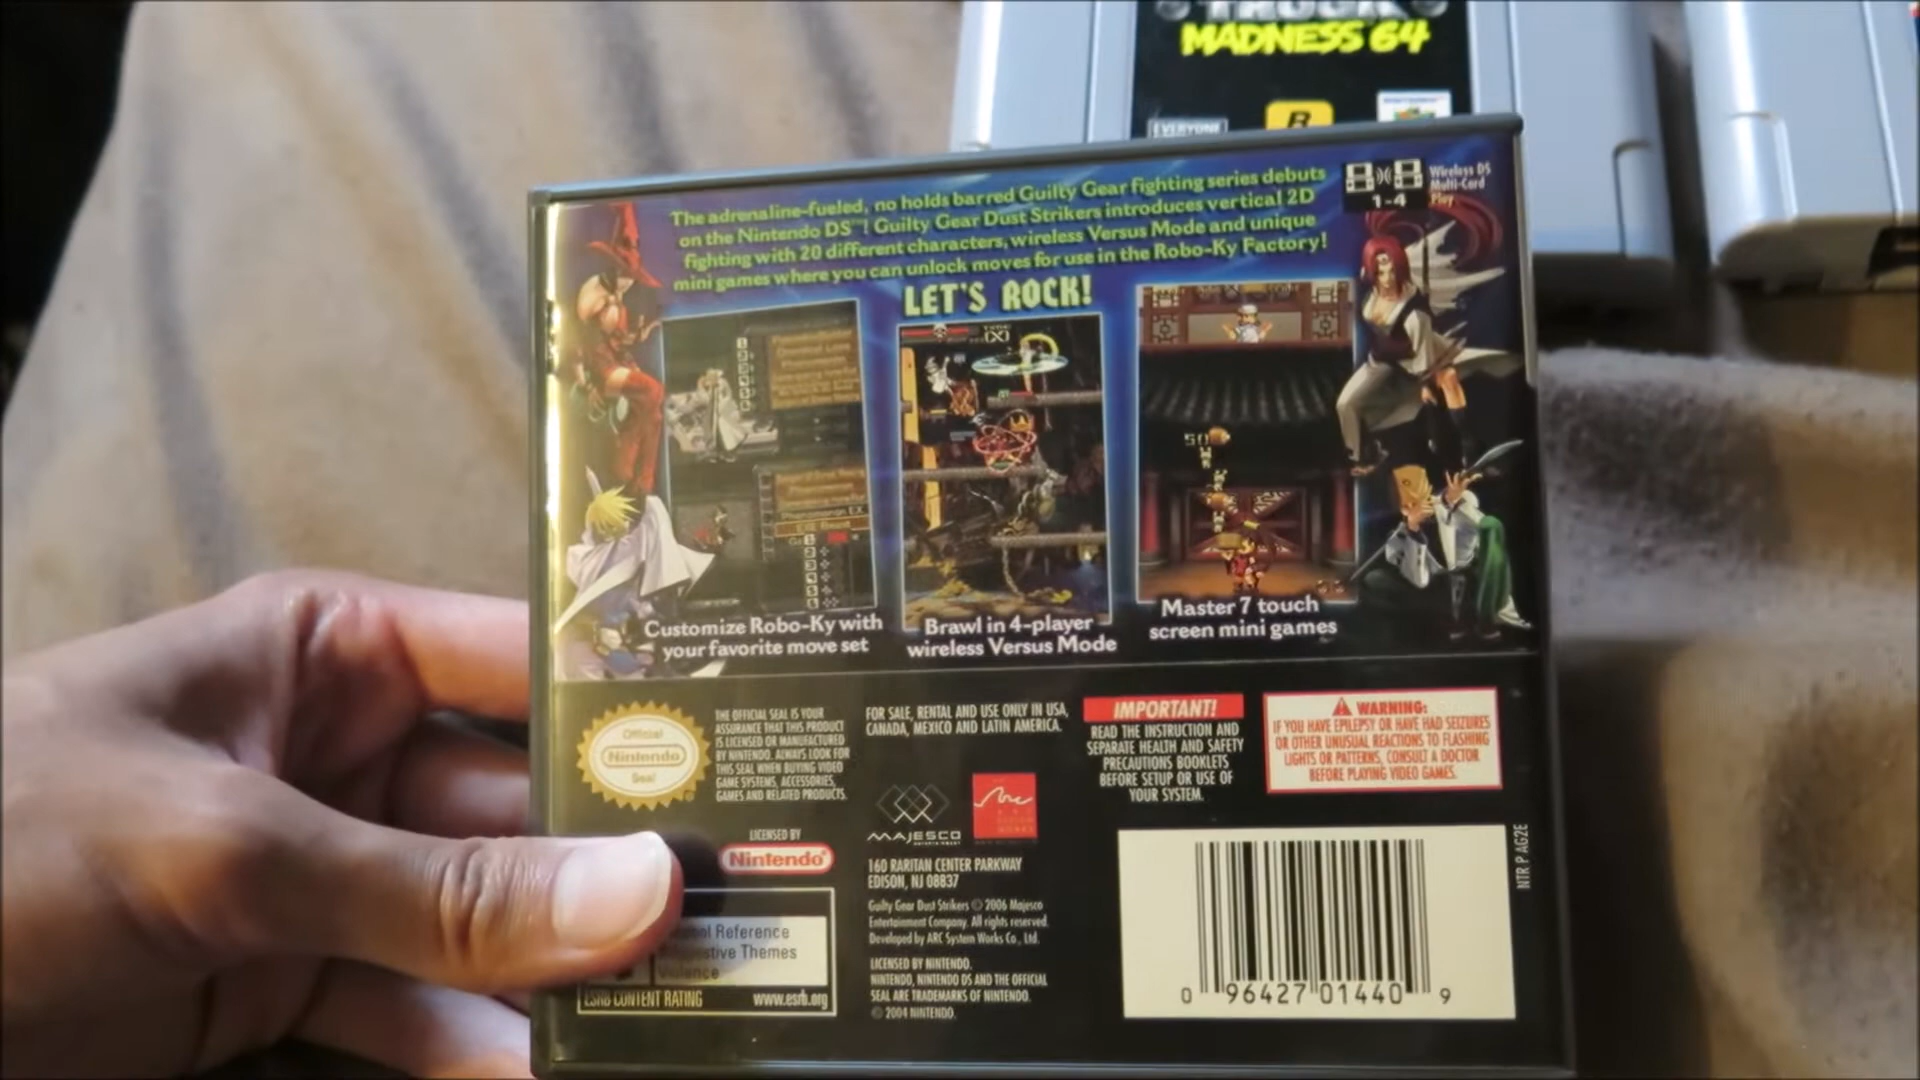 MADNESS 64
EVERYONE
R
The adrenaline-fueled, no holds barred Guilty Gear fighting series debuts
on the Nintendo DS™! Guilty Gear Dust Strikers introduces vertical 2D
fighting with 20 different characters, wireless Versus Mode and unique
mini games where you can unlock moves for use in the Robo-Ky Factory!
Wireless DS
Multi-Card
Play
1-4
LET'S ROCK!
50
Customize Robo-Ky with
your favorite move set
Brawl in 4-player
wireless Versus Mode
Master 7 touch
screen mini games
Official
Nintendo
Seal
THE OFFICIAL SEAL IS YOUR
ASSURANCE THAT THIS PRODUCT
IS LICENSED OR MANUFACTURED
BY NINTENDO. ALWAYS LOOK FOR
THIS SEAL WHEN BUYING VIDEO
GAME SYSTEMS, ACCESSORIES,
GAMES AND RELATED PRODUCTS.
LICENSED BY
Nintendo
Reference
Themes
Violence
ESRB CONTENT RATING www.esrb.org
FOR SALE, RENTAL AND USE ONLY IN USA,
CANADA, MEXICO AND LATIN AMERICA.
MAJESCO
Arc
160 RARITAN CENTER PARKWAY
EDISON, NJ 08837
Guilty Gear Dust Strikers © 2006 Majesco
Entertainment Company. All rights reserved.
Developed by ARC System Works Co., Ltd.
LICENSED BY NINTENDO.
NINTENDO, NINTENDO DS AND THE OFFICIAL
SEAL ARE TRADEMARKS OF NINTENDO.
© 2004 NINTENDO.
IMPORTANT!
READ THE INSTRUCTION AND
SEPARATE HEALTH AND SAFETY
PRECAUTIONS BOOKLETS
BEFORE SETUP OR USE OF
YOUR SYSTEM.
WARNING:
IF YOU HAVE EPILEPSY OR HAVE HAD SEIZURES
OR OTHER UNUSUAL REACTIONS TO FLASHING
LIGHTS OR PATTERNS, CONSULT A DOCTOR
BEFORE PLAYING VIDEO GAMES.
NTR P AG2E
0 96427 01440 9